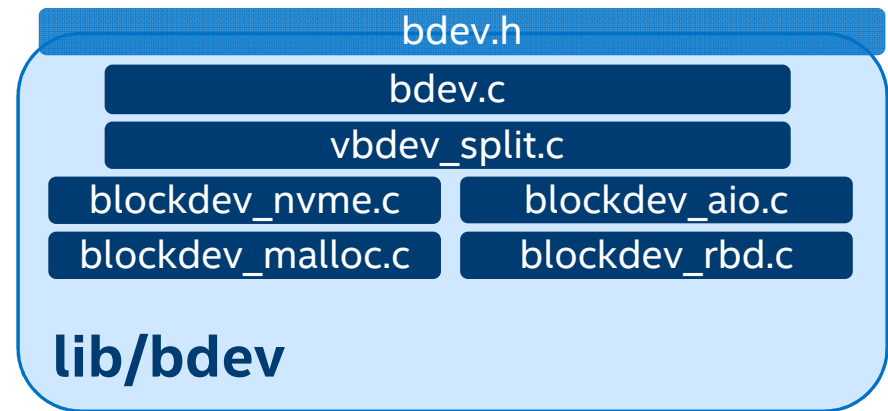 bdev.h
bdev.c
vbdev_split.c
blockdev_nvme.c blockdev_aio.c
blockdev_malloc.c blockdev_rbd.c
lib/bdev